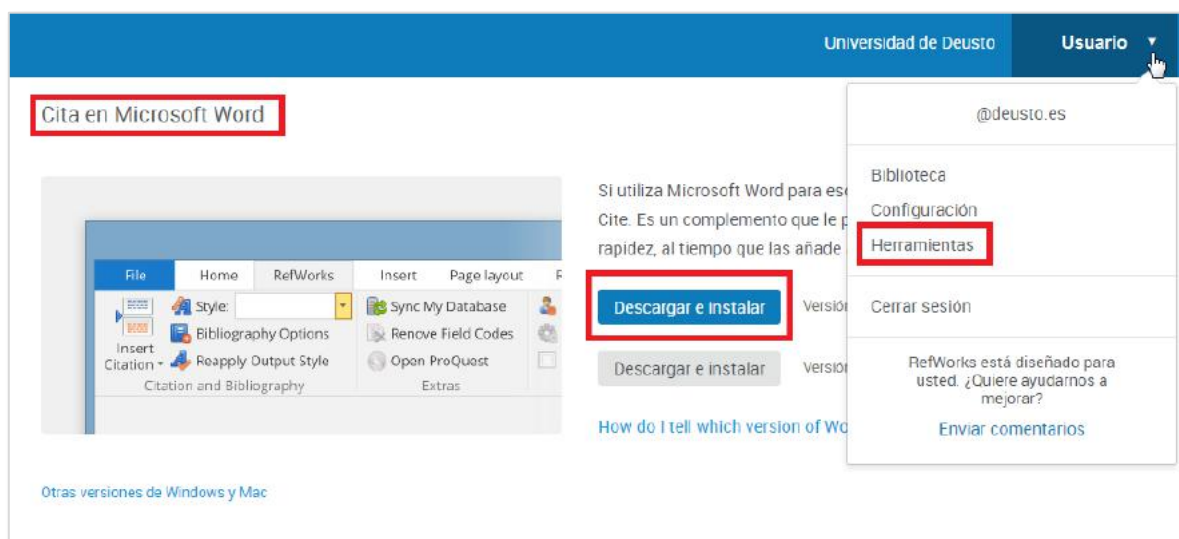 Universidad de Deusto
Usuario
Cita en Microsoft Word
@deusto.es
Biblioteca
Configuración
Herramientas
Cerrar sesión
RefWorks está diseñado para
usted. ¿Quiere ayudarnos a
mejorar?
Enviar comentarios
Si utiliza Microsoft Word para
Cite. Es un complemento que le
rapidez, al tiempo que las añade
Descargar e instalar
Descargar e instalar
How do I tell which version of
File Home RefWorks Insert Page layout
Style:
Bibliography Options
Reapply Output Style
Insert
Citation
Citation and Bibliography
Sync My Database
Remove Field Codes
Open ProQuest
Extras
Otras versiones de Windows y Mac